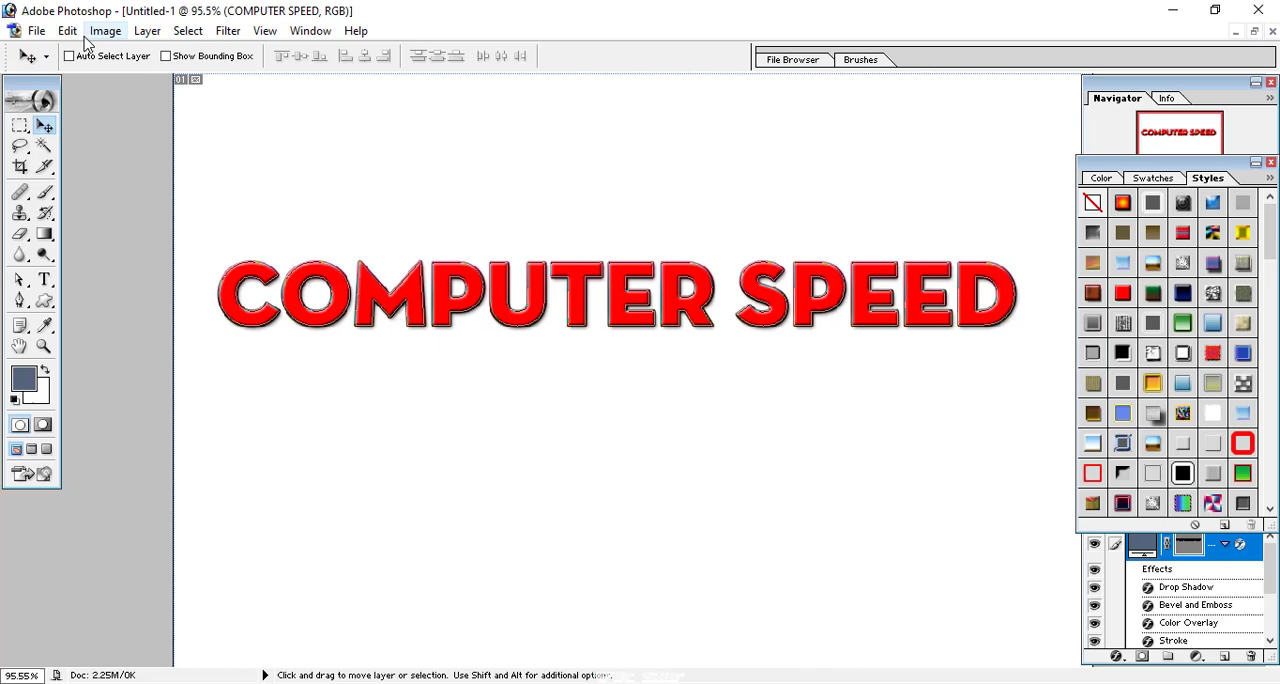 Adobe Photoshop - [Untitled-1 @ 95.5% (COMPUTER SPEED, RGB)]
File Edit Image Layer Select Filter View Window Help
Auto Select Layer Show Bounding Box File Browser Brushes
01
Navigator Info
COMPUTER SPEED
Color Swatches Styles
COMPUTER SPEED
Effects
Drop Shadow
Bevel and Emboss
Color Overlay
Stroke
95.55% Doc: 2.25M/0K Click and drag to move layer or selection. Use Shift and Alt for additional options.